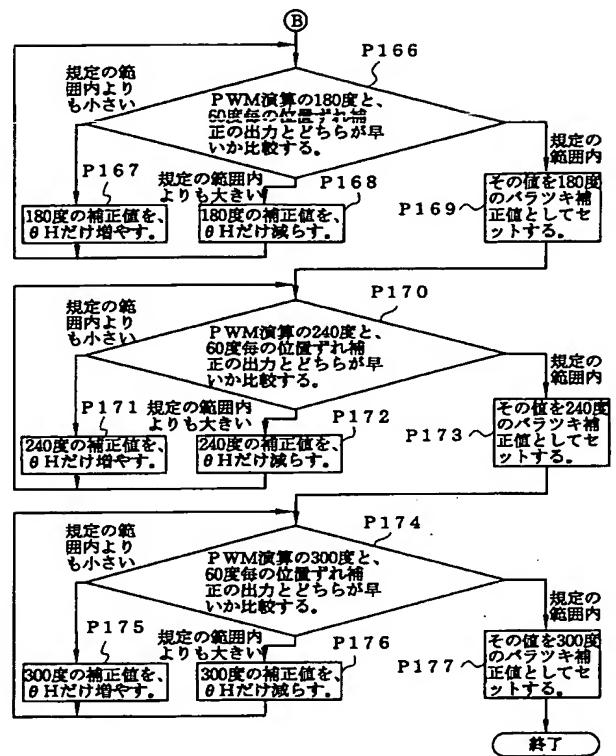 B
P166
規定の範
囲内より
も小さい
PWM演算の180度と、
60度毎の位置ずれ補
正の出力とどちらが早
いか比較する。
規定の
範囲内
P167
規定の範囲内
よりも大きい
P168
P169
180度の補正値を、
θHだけ増やす。
180度の補正値を、
θHだけ減らす。
その値を180度
のバラツキ補
正値としてセ
ットする。
P170
規定の範
囲内より
も小さい
PWM演算の240度と、
60度毎の位置ずれ補
正の出力とどちらが早
いか比較する。
規定の
範囲内
P171
規定の範囲内
よりも大きい
P172
P173
240度の補正値を、
θHだけ増やす。
240度の補正値を、
θHだけ減らす。
その値を240度
のバラツキ補
正値としてセ
ットする。
P174
規定の範
囲内より
も小さい
PWM演算の300度と、
60度毎の位置ずれ補
正の出力とどちらが早
いか比較する。
規定の
範囲内
P175
規定の範囲内
よりも大きい
P176
P177
300度の補正値を、
θHだけ増やす。
300度の補正値を、
θHだけ減らす。
その値を300度
のバラツキ補
正値としてセ
ットする。
終了